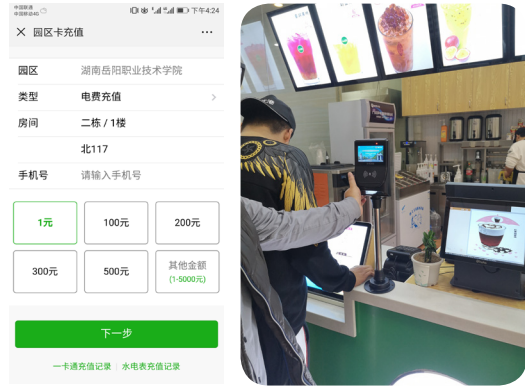 中国联通
中国移动4G
下午4:24
园区卡充值
园区 湖南岳阳职业技术学院
类型 电费充值
房间 二栋 / 1楼
北117
手机号 请输入手机号
1元 100元 200元
300元 500元 其他金额
(1-5000元)
下一步
一卡通充值记录 水电表充值记录